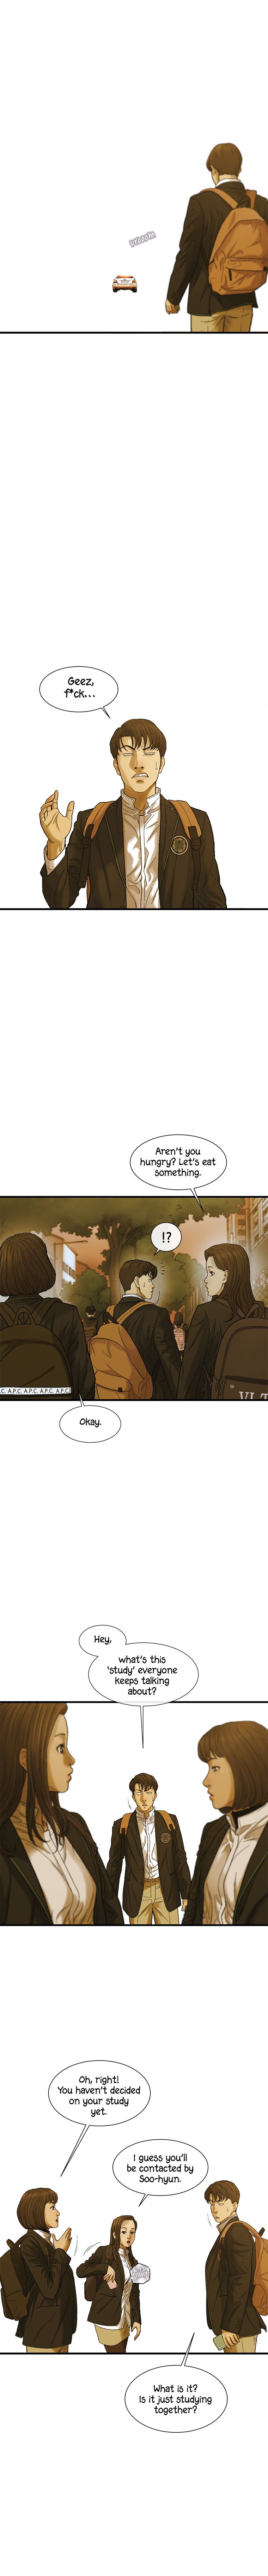 Geez,
f*ck...
Aren't you
hungry? Let's eat
something.
!?
C. A.P.C. A.P.C. A.P.C. A.P.C. A.P.C
Okay.
Hey,
what's this
'study' everyone
keeps talking
about?
Oh, right!
You haven't decided
on your study
yet.
I guess you'll
be contacted by
Soo-hyun.
What is it?
Is it just studying
together?